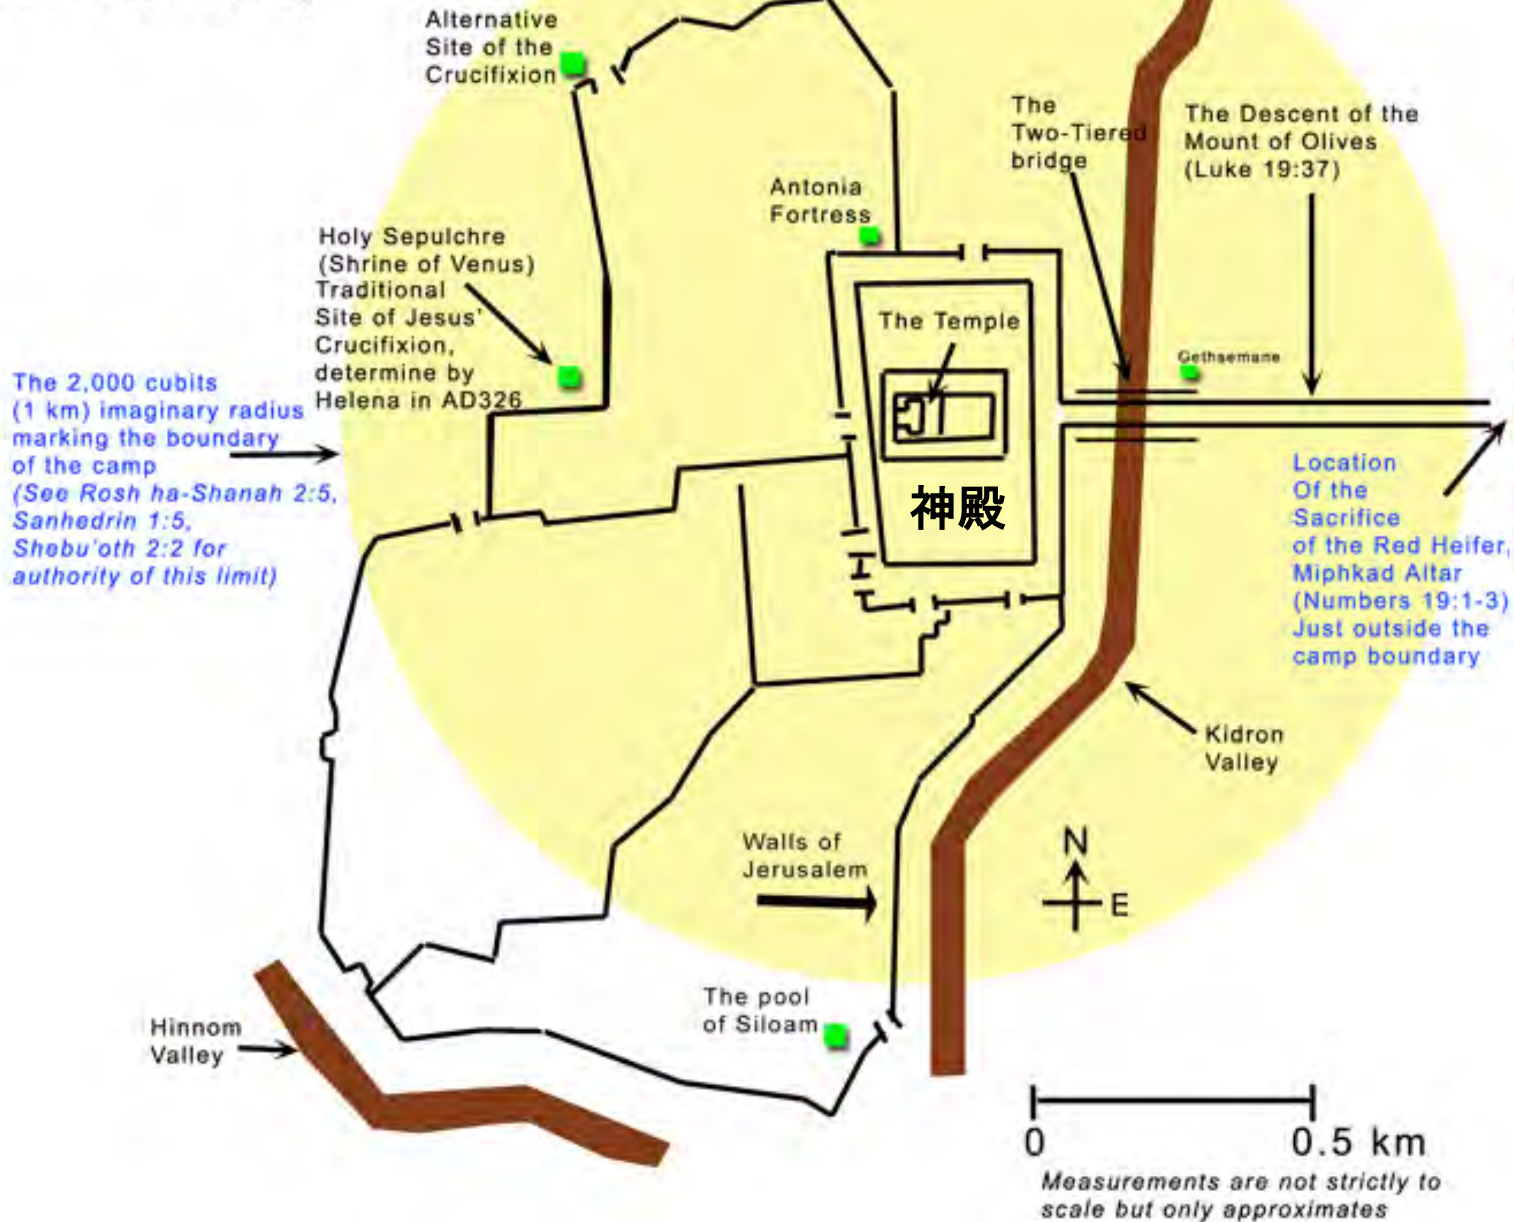 Alternative
Site of the
Crucifixion
The
Two-Tiered
bridge
The Descent of the
Mount of Olives
(Luke 19:37)
Antonia
Fortress
Holy Sepulchre
(Shrine of Venus)
Traditional
Site of Jesus'
Crucifixion,
determine by
Helena in AD326
The Temple
Gethsemane
The 2,000 cubits
(1 km) imaginary radius
marking the boundary
of the camp
(See Rosh ha-Shanah 2:5,
Sanhedrin 1:5,
Shebu'oth 2:2 for
authority of this limit)
神殿
Location
Of the
Sacrifice
of the Red Heifer,
Miphkad Altar
(Numbers 19:1-3)
Just outside the
camp boundary
Kidron
Valley
Walls of
Jerusalem
N
E
The pool
of Siloam
Hinnom
Valley
0 0.5 km
Measurements are not strictly to
scale but only approximates